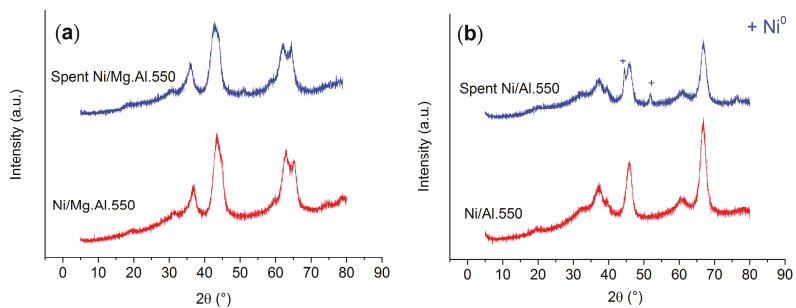 (a)
Spent Ni/Mg.Al.550
Ni/Mg.Al.550
Intensity (a.u.)
0 10 20 30 40 50 60 70 80 90
2θ (°)
(b)
+ Ni⁰
+
+
Spent Ni/Al.550
Ni/Al.550
Intensity (a.u.)
0 10 20 30 40 50 60 70 80 90
2θ (°)